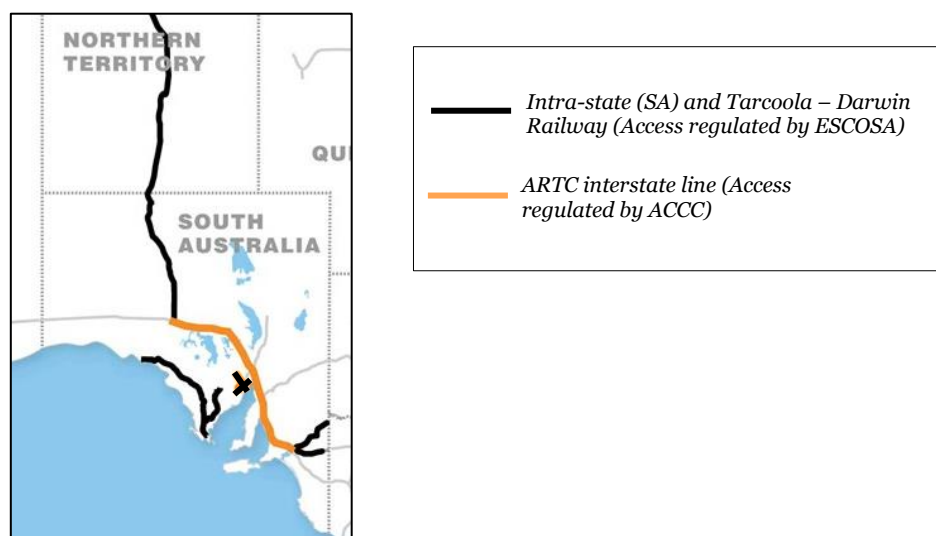 NORTHERN
TERRITORY
QUI
SOUTH
AUSTRALIA
Intra-state (SA) and Tarcoola – Darwin
Railway (Access regulated by ESCOSA)
ARTC interstate line (Access
regulated by ACCC)